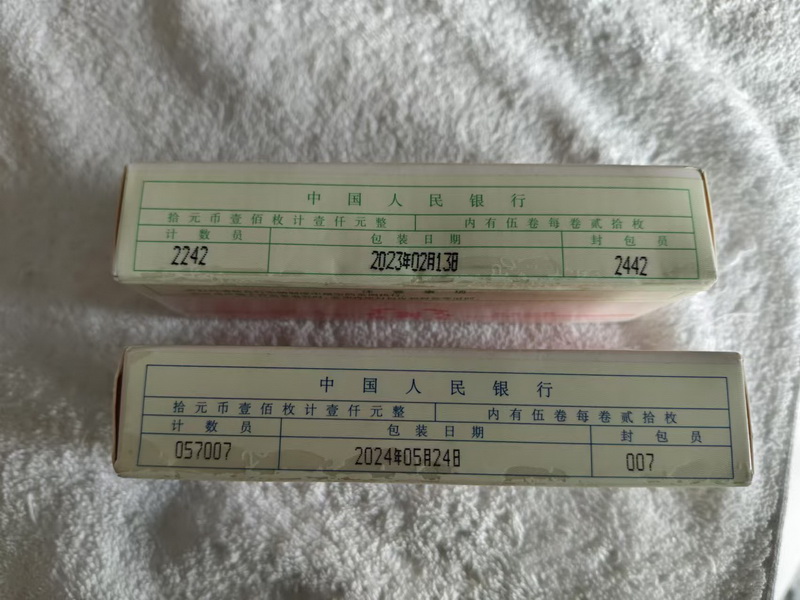 中国人民银行
拾元币壹佰枚计壹仟元整 内有伍卷每卷贰拾枚
计数员 包装日期 封包员
2242 2023年02月13日 2442
中国人民银行
拾元币壹佰枚计壹仟元整 内有伍卷每卷贰拾枚
计数员 包装日期 封包员
057007 2024年05月24日 007